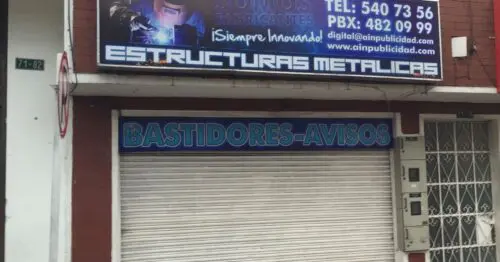 TEL: 540 73 56
PBX: 482 09 99
¡Siempre Innovando!
digital@ainpublicidad.com
www.ainpublicidad.com
ESTRUCTURAS METALICAS
71-82
BASTIDORES-AVISOS